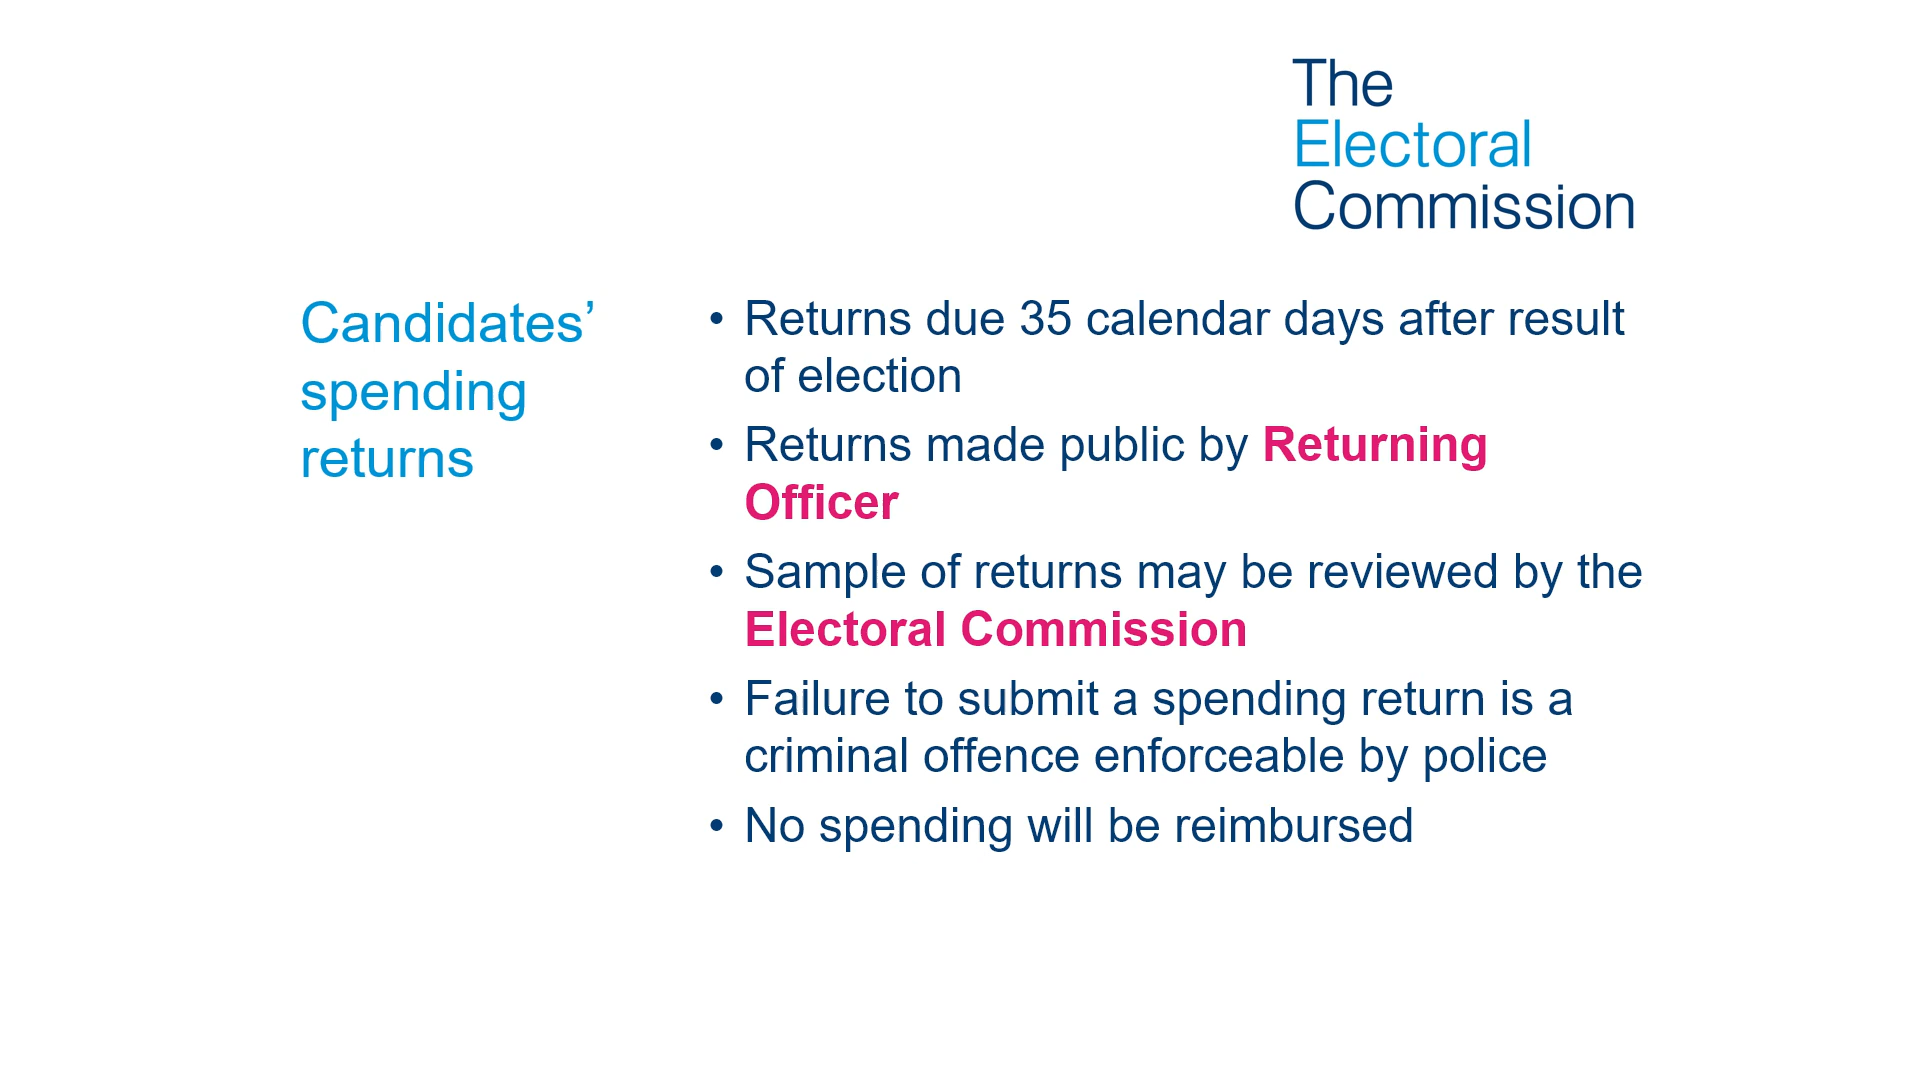 The
Electoral
Commission
Candidates’
spending
returns
• Returns due 35 calendar days after result
of election
• Returns made public by Returning
Officer
• Sample of returns may be reviewed by the
Electoral Commission
• Failure to submit a spending return is a
criminal offence enforceable by police
• No spending will be reimbursed